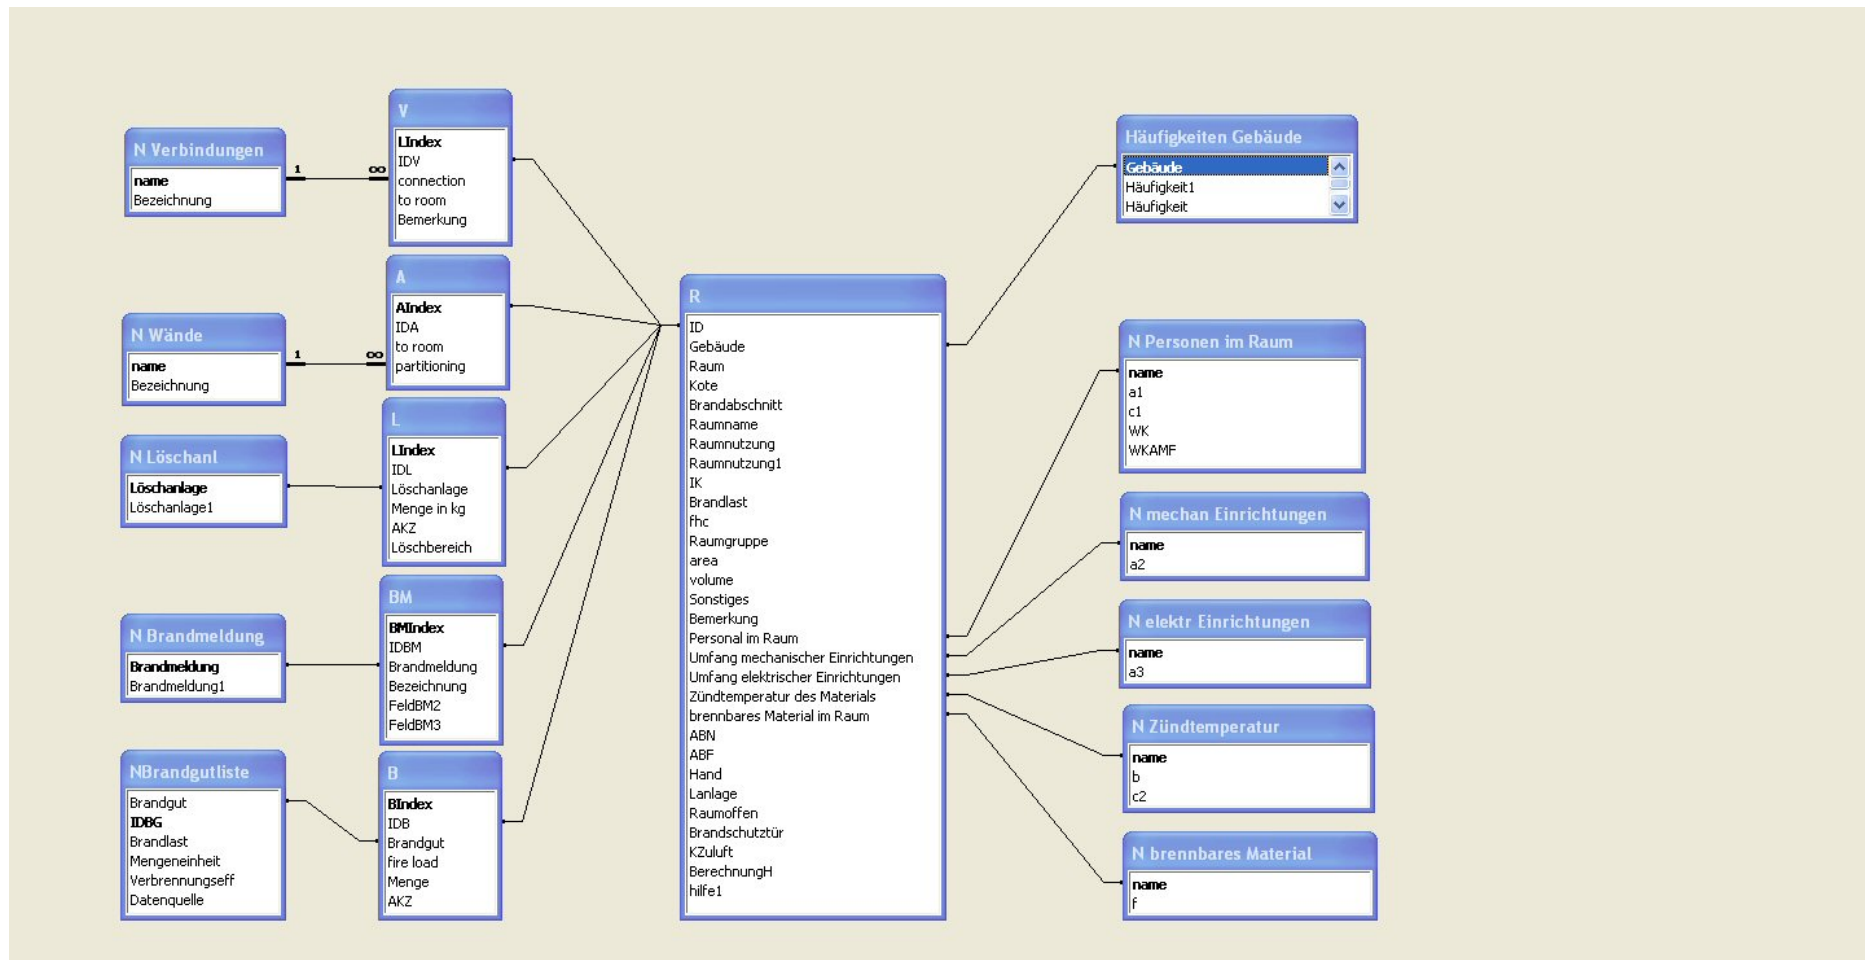 N Verbindungen
name
Bezeichnung
1
∞
V
LIndex
IDV
connection
to room
Bemerkung
N Wände
name
Bezeichnung
1
∞
A
AIndex
IDA
to room
partitioning
N Löschanl
Löschanlage
Löschanlage1
L
LIndex
IDL
Löschanlage
Menge in kg
AKZ
Löschbereich
N Brandmeldung
Brandmeldung
Brandmeldung1
BM
BMIndex
IDBM
Brandmeldung
Bezeichnung
FeldBM2
FeldBM3
NBrandgutliste
Brandgut
IDBG
Brandlast
Mengeneinheit
Verbrennungseff
Datenquelle
B
BIndex
IDB
Brandgut
fire load
Menge
AKZ
R
ID
Gebäude
Raum
Kote
Brandabschnitt
Raumname
Raumnutzung
Raumnutzung1
IK
Brandlast
fhc
Raumgruppe
area
volume
Sonstiges
Bemerkung
Personal im Raum
Umfang mechanischer Einrichtungen
Umfang elektrischer Einrichtungen
Zündtemperatur des Materials
brennbares Material im Raum
ABN
ABF
Hand
Lanlage
Raumoffen
Brandschutztür
KZuluft
BerechnungH
hilfe1
Häufigkeiten Gebäude
Gebäude
Häufigkeit1
Häufigkeit
N Personen im Raum
name
a1
c1
WK
WKAMF
N mechan Einrichtungen
name
a2
N elektr Einrichtungen
name
a3
N Zündtemperatur
name
b
c2
N brennbares Material
name
f